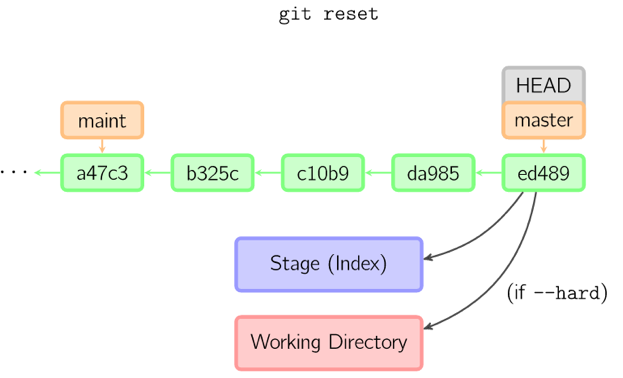 git reset
HEAD
maint
master
... a47c3 b325c c10b9 da985 ed489
Stage (Index)
(if --hard)
Working Directory